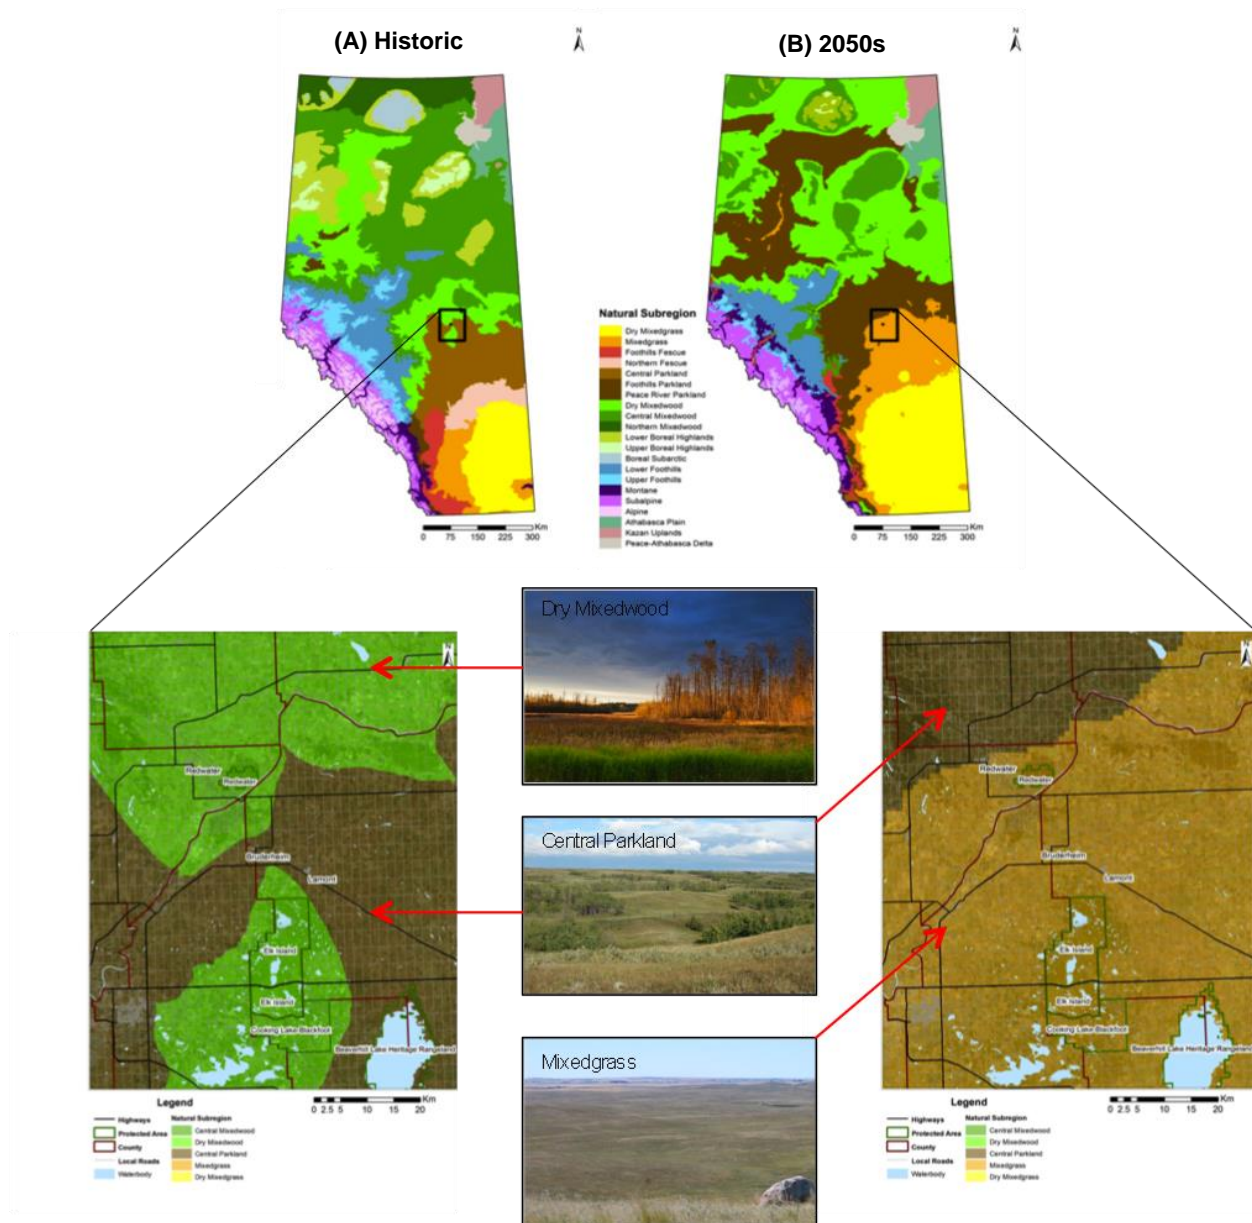 (A) Historic
N
(B) 2050s
N
Natural Subregion
Dry Mixedgrass
Mixedgrass
Foothills Fescue
Northern Fescue
Central Parkland
Foothills Parkland
Peace River Parkland
Dry Mixedwood
Central Mixedwood
Northern Mixedwood
Lower Boreal Highlands
Upper Boreal Highlands
Boreal Subarctic
Lower Foothills
Upper Foothills
Montane
Subalpine
Alpine
Athabasca Plain
Kazan Uplands
Peace-Athabasca Delta
Km
0 75 150 225 300
Km
0 75 150 225 300
Dry Mixedwood
Central Parkland
Mixedgrass
N
Redwater
Redwater
Bruderheim
Lamont
Elk Island
Elk Island
Cooking Lake-Blackfoot
Beaverhill Lake Heritage Rangeland
N
Redwater
Redwater
Bruderheim
Lamont
Elk Island
Elk Island
Cooking Lake-Blackfoot
Beaverhill Lake Heritage Rangeland
Legend
Highways
Protected Area
County
Local Roads
Waterbody
Natural Subregion
Central Mixedwood
Dry Mixedwood
Central Parkland
Mixedgrass
Dry Mixedgrass
Km
0 2.5 5 10 15 20
Legend
Highways
Protected Area
County
Local Roads
Waterbody
Natural Subregion
Central Mixedwood
Dry Mixedwood
Central Parkland
Mixedgrass
Dry Mixedgrass
Km
0 2.5 5 10 15 20